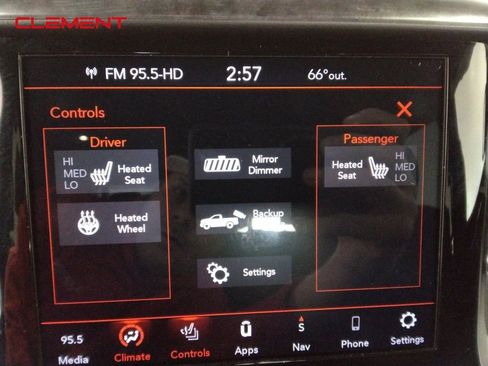 CLEMENT
FM 95.5-HD 2:57 66° out.
Controls X
Driver
HI
MED
LO
Heated
Seat
Heated
Wheel
Mirror
Dimmer
Backup
Settings
Passenger
Heated
Seat
HI
MED
LO
95.5
Media
Climate
Controls
Apps
S
Nav
Phone
Settings